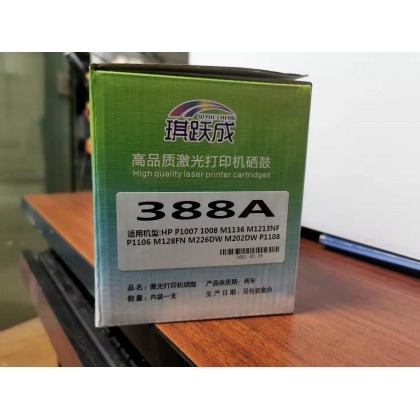 QIYUECHENG
琪跃成
高品质激光打印机硒鼓
High quality laser printer cartridges
388A
适用机型:HP P1007 1008 M1136 M1213NF
P1106 M128FN M226DW M202DW P1108
品名：激光打印机硒鼓 产品保质期：两年
数量：内装一支 生产日期：见包装盒内